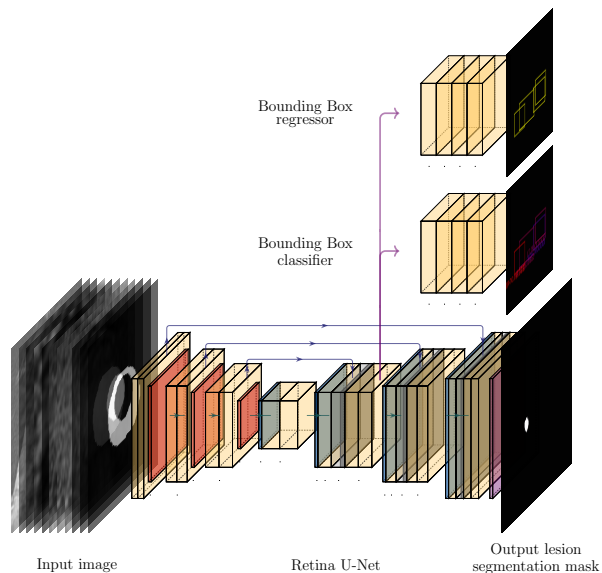 Bounding Box
regressor
Bounding Box
classifier
Input image
Retina U-Net
Output lesion
segmentation mask